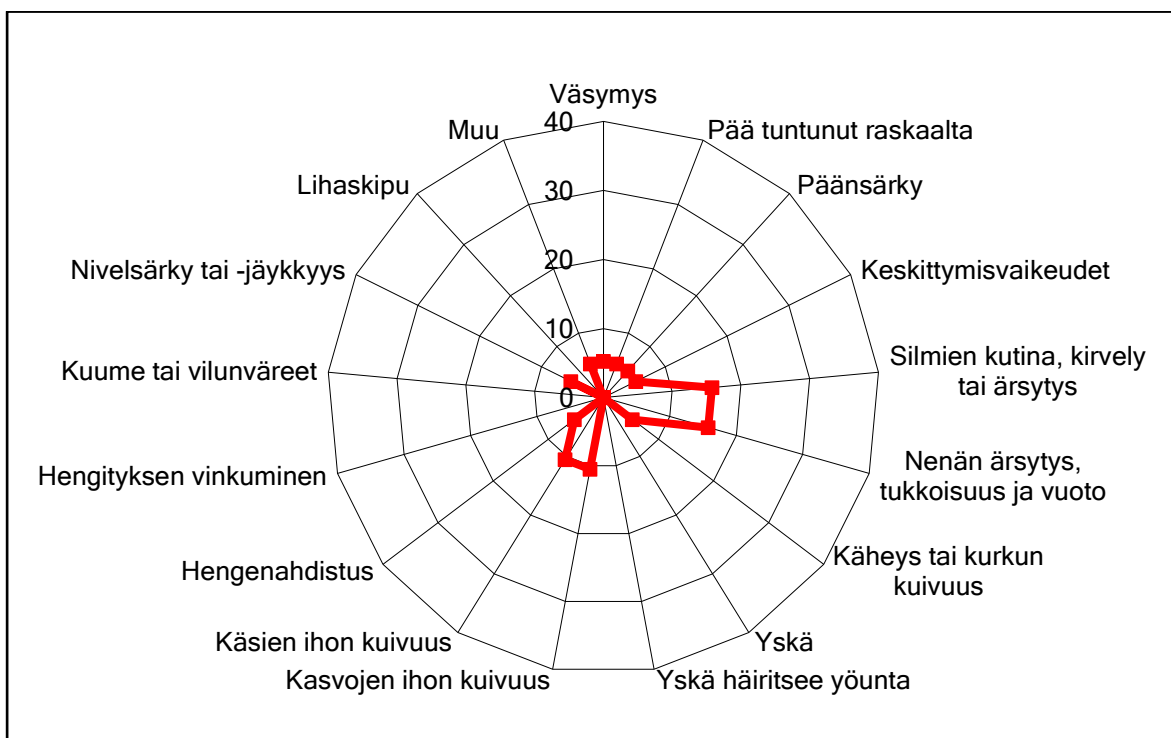 Väsymys
Pää tuntunut raskaalta
Päänsärky
Keskittymisvaikeudet
Silmien kutina, kirvely
tai ärsytys
Nenän ärsytys,
tukkoisuus ja vuoto
Käheys tai kurkun
kuivuus
Yskä
Yskä häiritsee yöunta
Kasvojen ihon kuivuus
Käsien ihon kuivuus
Hengenahdistus
Hengityksen vinkuminen
Kuume tai vilunväreet
Nivelsärky tai -jäykkyys
Lihaskipu
Muu
40
30
20
10
0